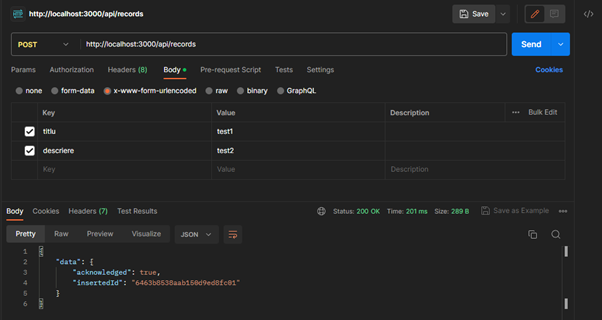 http://localhost:3000/api/records
Save
POST http://localhost:3000/api/records Send
Params Authorization Headers (8) Body Pre-request Script Tests Settings Cookies
none form-data x-www-form-urlencoded raw binary GraphQL
Key Value Description Bulk Edit
titlu test1
descriere test2
Key Value Description
Body Cookies Headers (7) Test Results Status: 200 OK Time: 201 ms Size: 289 B Save as Example
Pretty Raw Preview Visualize JSON
1 {
2 "data": {
3 "acknowledged": true,
4 "insertedId": "6463b8538aab150d9ed8fc01"
5 }
6 }